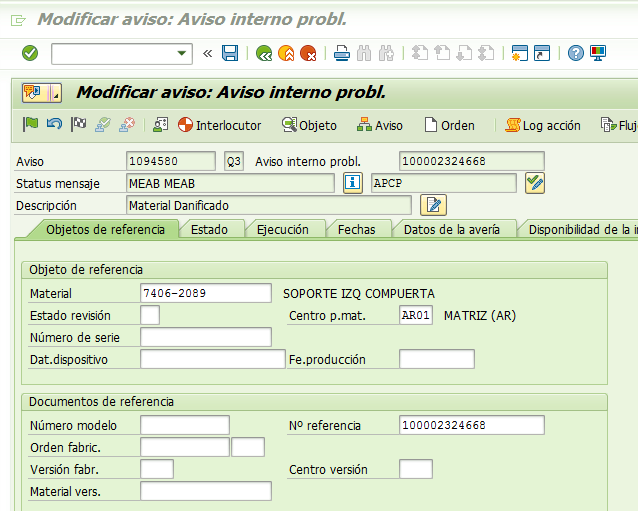 Modificar aviso: Aviso interno probl.
Modificar aviso: Aviso interno probl.
Interlocutor Objeto Aviso Orden Log acción Fluj
Aviso 1094580 Q3 Aviso interno probl. 100002324668
Status mensaje MEAB MEAB APCP
Descripción Material Danificado
Objetos de referencia Estado Ejecución Fechas Datos de la avería Disponibilidad de la i
Objeto de referencia
Material 7406-2089 SOPORTE IZQ COMPUERTA
Estado revisión Centro p.mat. AR01 MATRIZ (AR)
Número de serie
Dat.dispositivo Fe.producción
Documentos de referencia
Número modelo Nº referencia 100002324668
Orden fabric.
Versión fabr. Centro versión
Material vers.